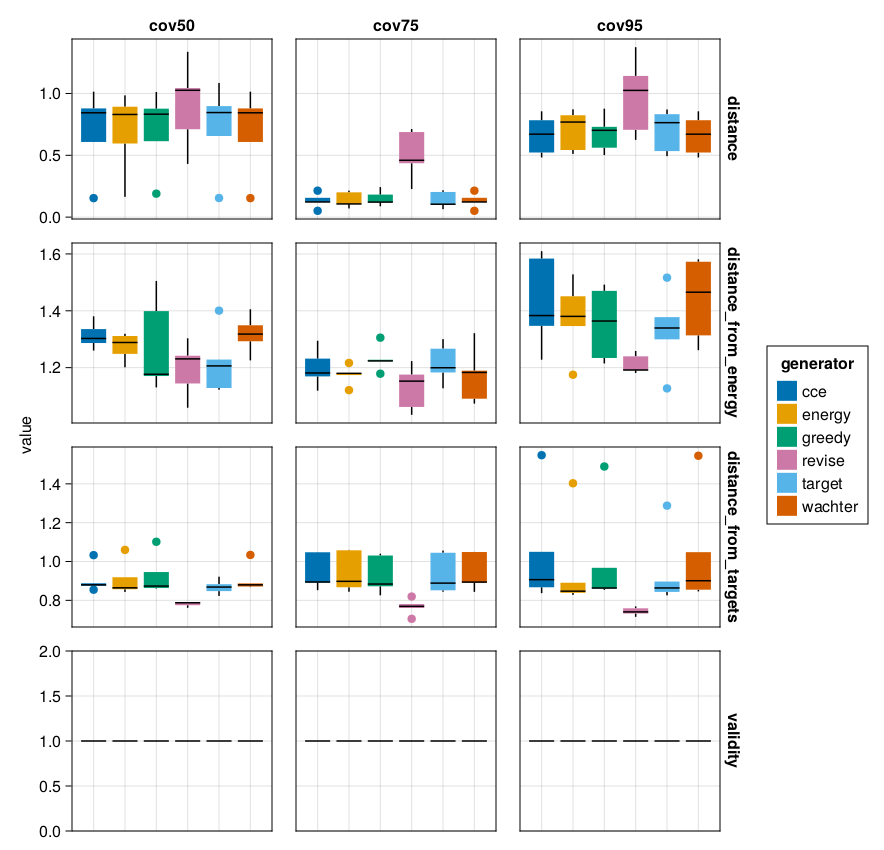 cov50 cov75 cov95
1.0
0.5
0.0
distance
1.6
1.4
1.2
distance_from_energy
value
1.4
1.2
1.0
0.8
distance_from_targets
2.0
1.5
1.0
0.5
0.0
validity
generator
cce
energy
greedy
revise
target
wachter